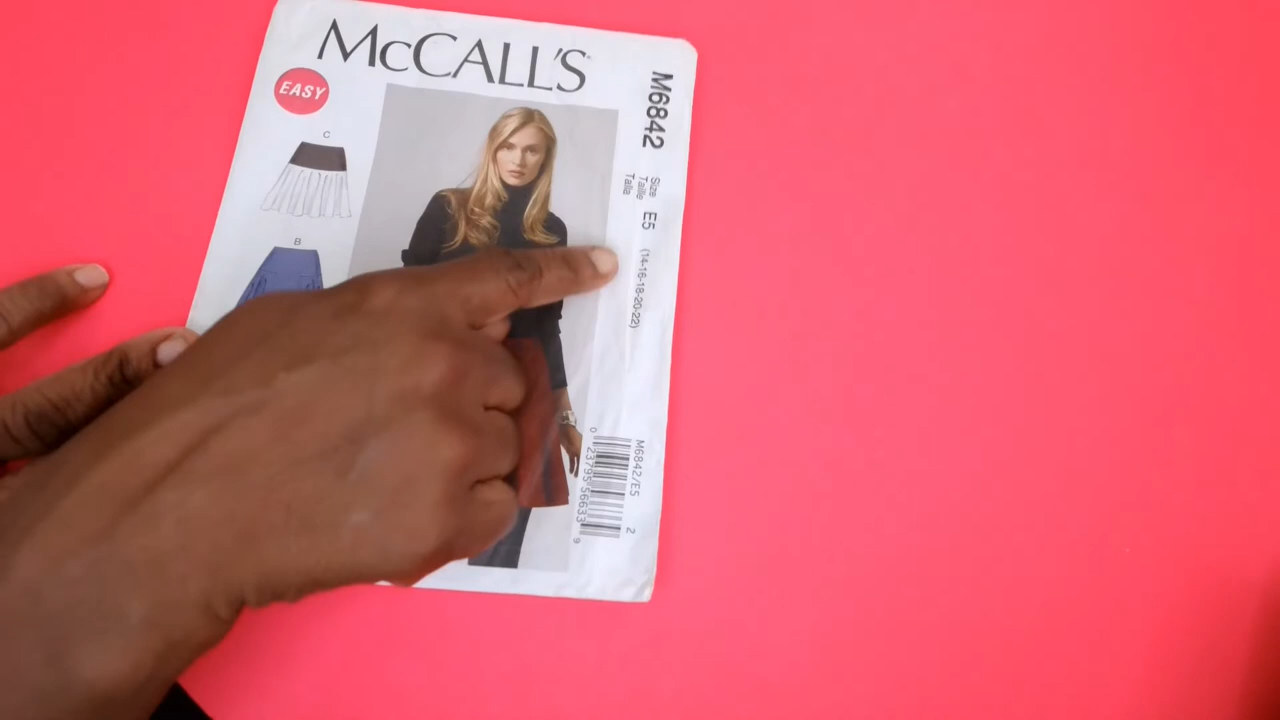 McCALL'S
EASY
M6842
C
Size
Taille
Talla
E5
(14-16-18-20-22)
B
M6842/E5
0 23795 56633 9
2